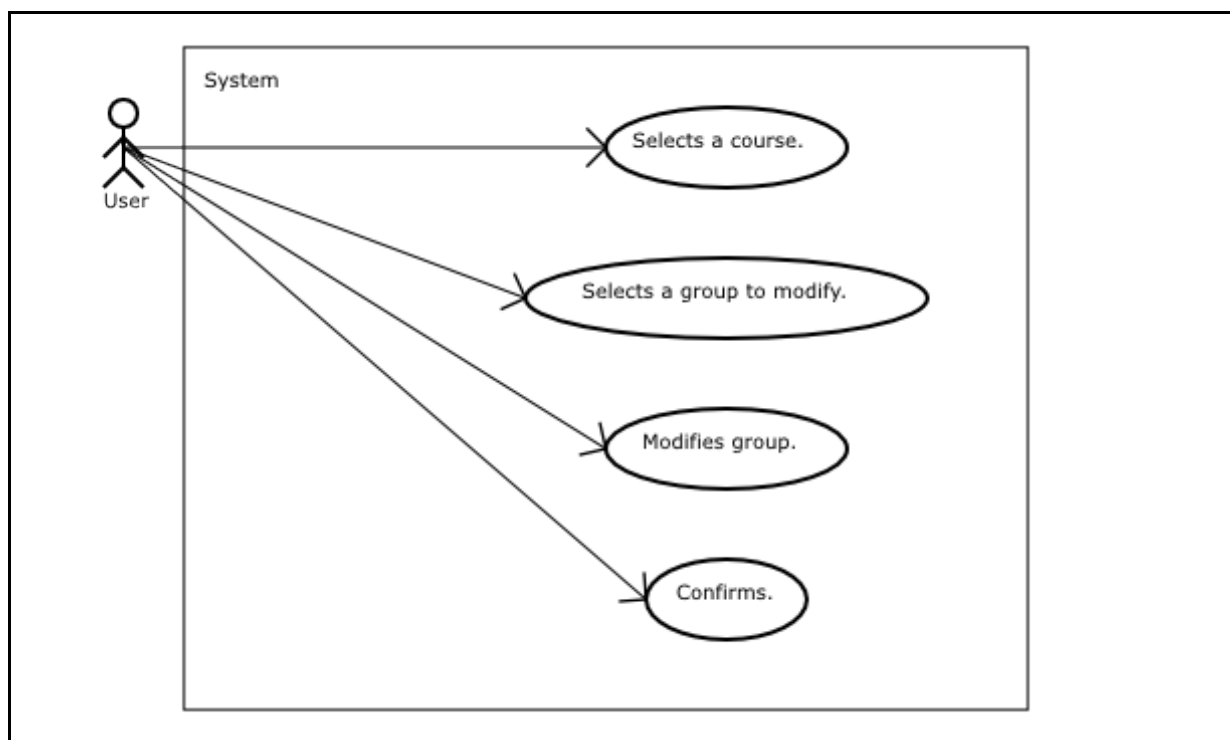 System
Selects a course.
User
Selects a group to modify.
Modifies group.
Confirms.